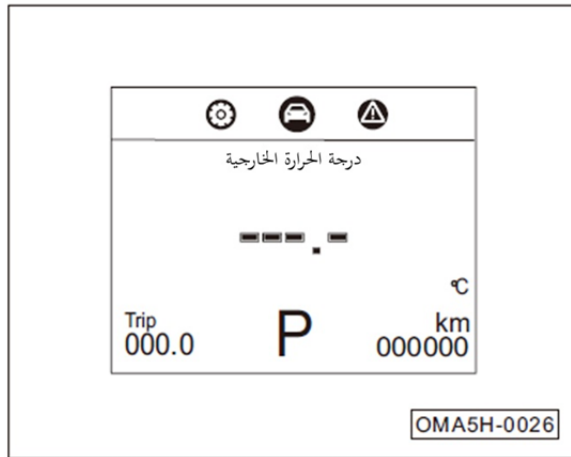 درجة الحرارة الخارجية
---.-
°C
Trip
000.0
P
km
000000
OMA5H-0026